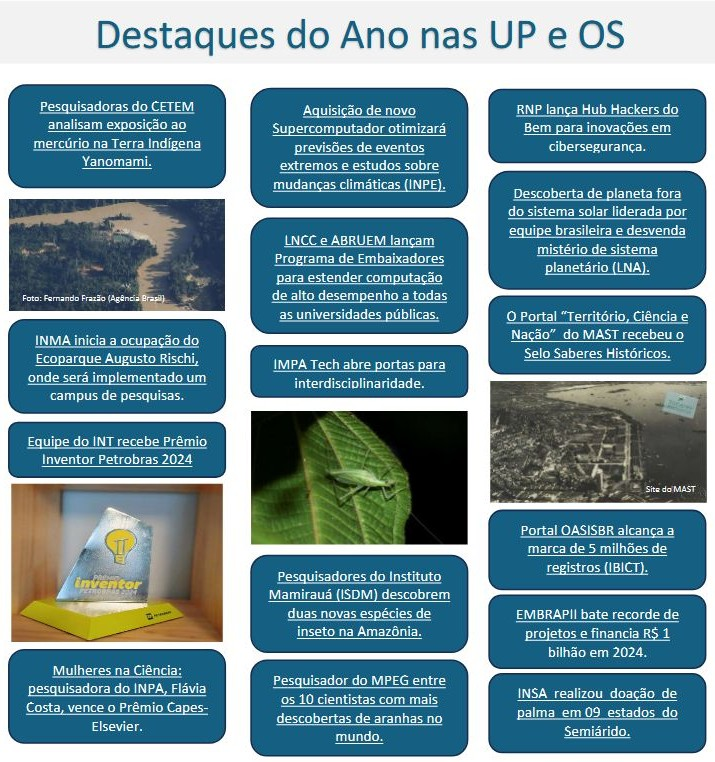 Destaques do Ano nas UP e OS
Pesquisadoras do CETEM
analisam exposição ao
mercúrio na Terra Indígena
Yanomami.
Foto: Fernando Frazão (Agência Brasil)
INMA inicia a ocupação do
Ecoparque Augusto Rischi,
onde será implementado um
campus de pesquisas.
Equipe do INT recebe Prêmio
Inventor Petrobras 2024
PRÊMIO
inventor
PETROBRAS 2024
Mulheres na Ciência:
pesquisadora do INPA, Flávia
Costa, vence o Prêmio Capes-
Elsevier.
Aquisição de novo
Supercomputador otimizará
previsões de eventos
extremos e estudos sobre
mudanças climáticas (INPE).
LNCC e ABRUEM lançam
Programa de Embaixadores
para estender computação
de alto desempenho a todas
as universidades públicas.
IMPA Tech abre portas para
interdisciplinaridade.
Pesquisadores do Instituto
Mamirauá (ISDM) descobrem
duas novas espécies de
inseto na Amazônia.
Pesquisador do MPEG entre
os 10 cientistas com mais
descobertas de aranhas no
mundo.
RNP lança Hub Hackers do
Bem para inovações em
cibersegurança.
Descoberta de planeta fora
do sistema solar liderada por
equipe brasileira e desvenda
mistério de sistema
planetário (LNA).
O Portal “Território, Ciência e
Nação” do MAST recebeu o
Selo Saberes Históricos.
Site do MAST
Portal OASISBR alcança a
marca de 5 milhões de
registros (IBICT).
EMBRAPII bate recorde de
projetos e financia R$ 1
bilhão em 2024.
INSA realizou doação de
palma em 09 estados do
Semiárido.